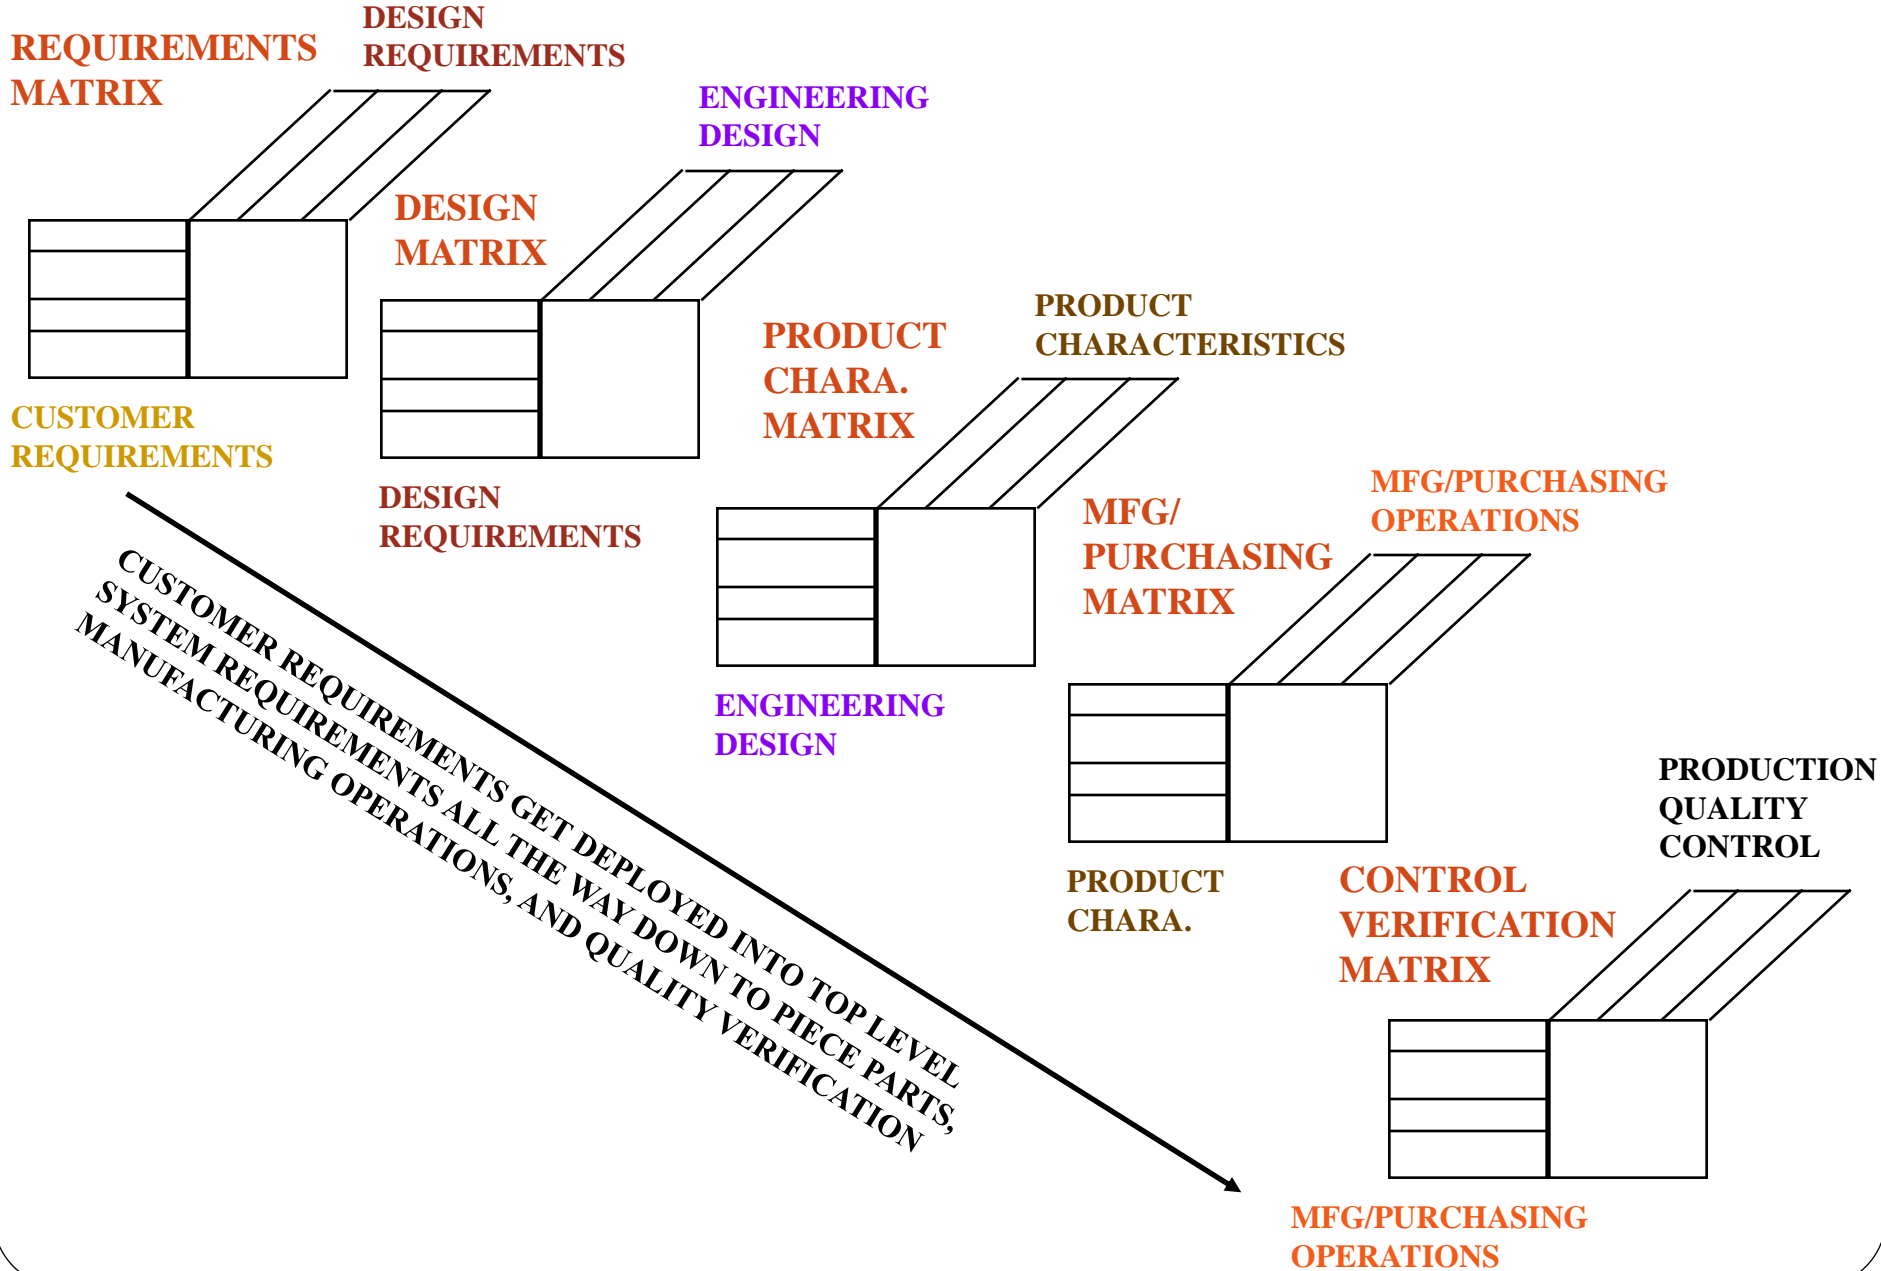 REQUIREMENTS
MATRIX
DESIGN
REQUIREMENTS
CUSTOMER
REQUIREMENTS
DESIGN
MATRIX
ENGINEERING
DESIGN
DESIGN
REQUIREMENTS
PRODUCT
CHARA.
MATRIX
PRODUCT
CHARACTERISTICS
ENGINEERING
DESIGN
MFG/
PURCHASING
MATRIX
MFG/PURCHASING
OPERATIONS
PRODUCT
CHARA.
CONTROL
VERIFICATION
MATRIX
PRODUCTION
QUALITY
CONTROL
MFG/PURCHASING
OPERATIONS
CUSTOMER REQUIREMENTS GET DEPLOYED INTO TOP LEVEL
SYSTEM REQUIREMENTS ALL THE WAY DOWN TO PIECE PARTS,
MANUFACTURING OPERATIONS, AND QUALITY VERIFICATION